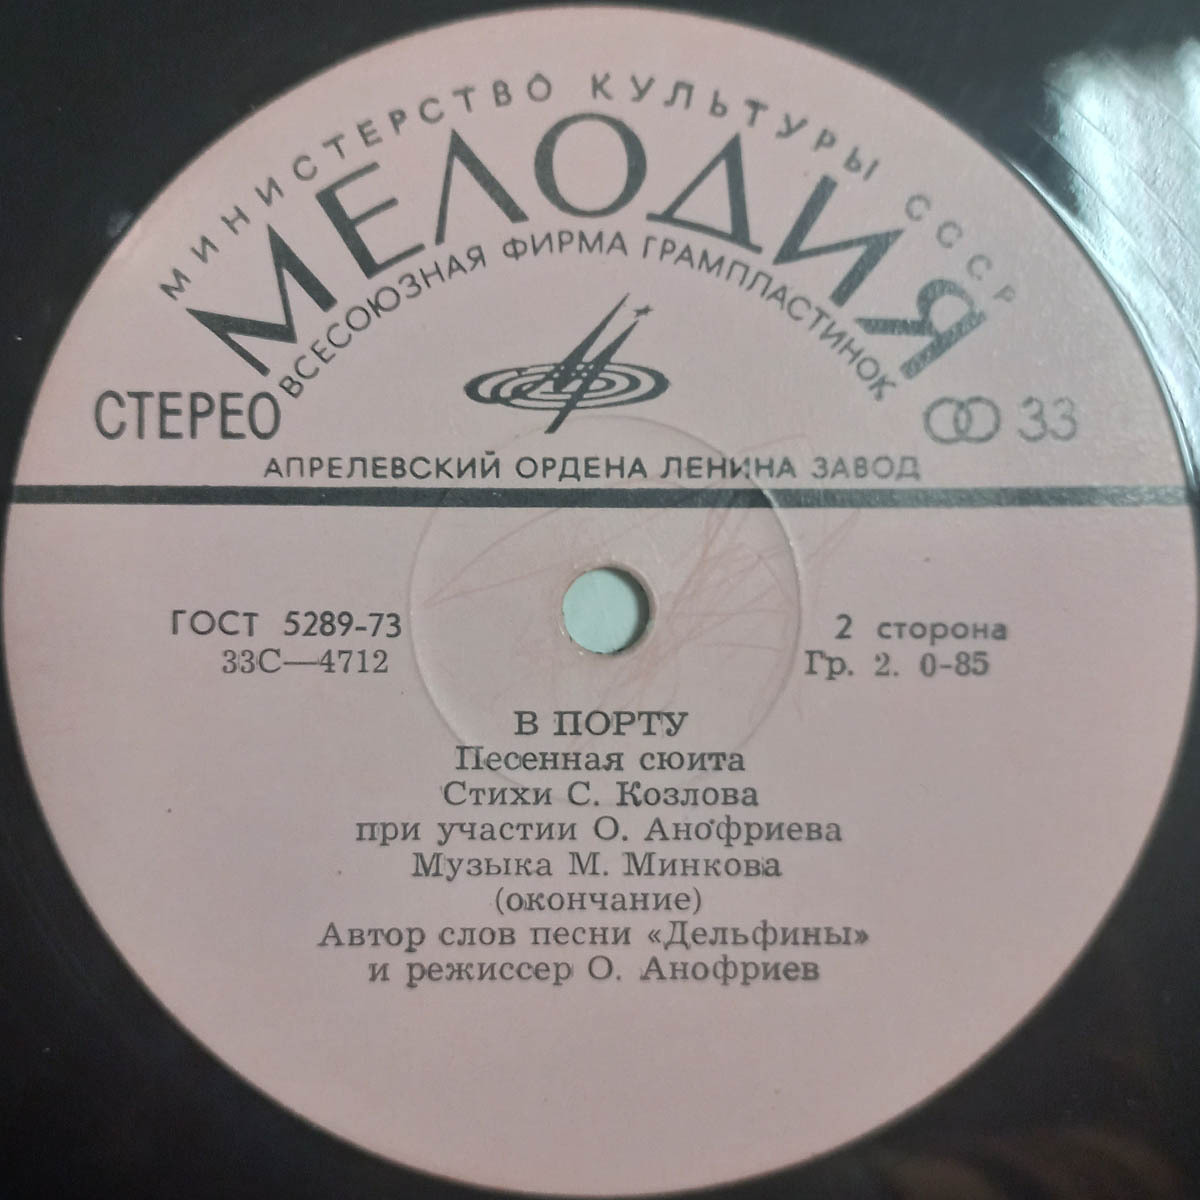 МИНИСТЕРСТВО КУЛЬТУРЫ СССР
МЕЛОДИЯ
ВСЕСОЮЗНАЯ ФИРМА ГРАМПЛАСТИНОК
СТЕРЕО
33
АПРЕЛЕВСКИЙ ОРДЕНА ЛЕНИНА ЗАВОД
ГОСТ 5289-73
33С—4712
2 сторона
Гр. 2. 0-85
В ПОРТУ
Песенная сюита
Стихи С. Козлова
при участии О. Анофриева
Музыка М. Минкова
(окончание)
Автор слов песни «Дельфины»
и режиссер О. Анофриев